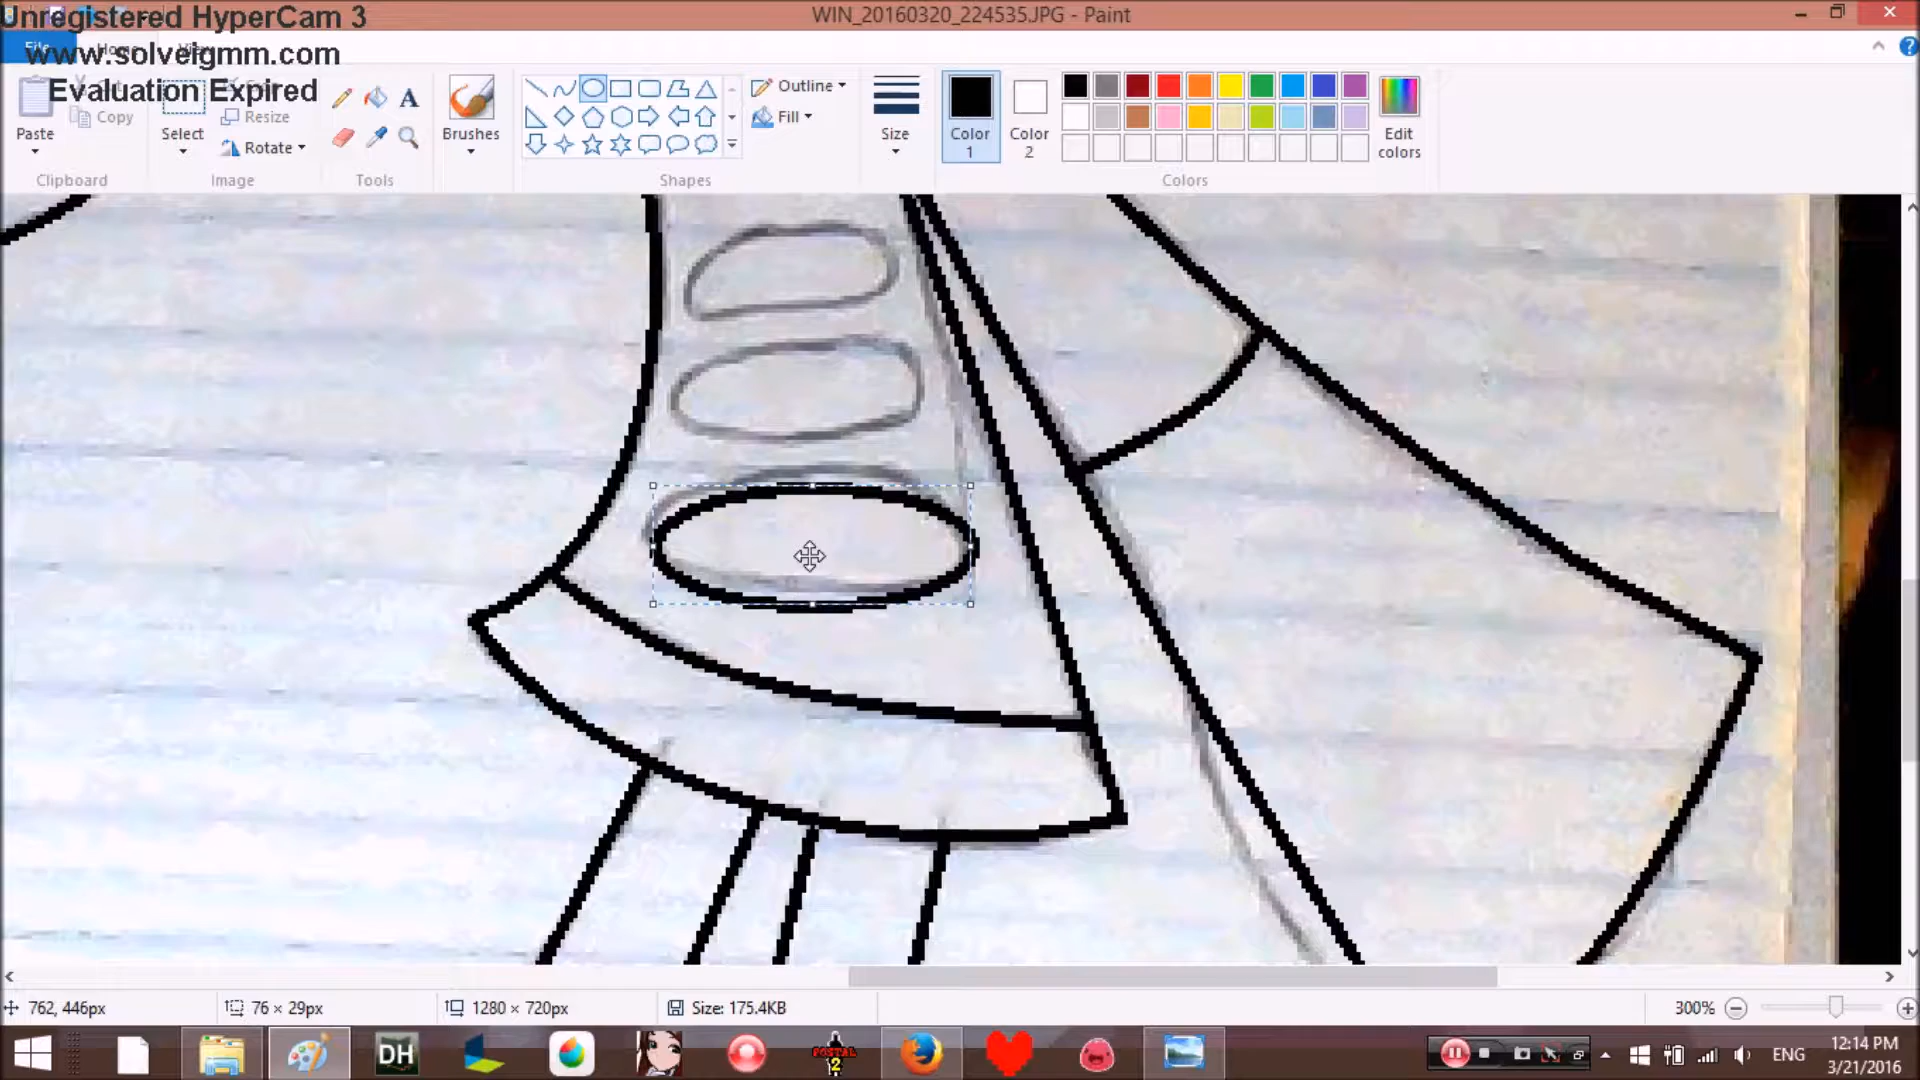 Unregistered HyperCam 3
WIN_20160320_224535.JPG - Paint
www.solveigmm.com
Evaluation Expired
Outline
Copy
Resize
Fill
Paste
Select
Rotate
Brushes
Size
Color
1
Color
2
Edit
colors
Clipboard
Image
Tools
Shapes
Colors
762, 446px
76 × 29px
1280 × 720px
Size: 175.4KB
300%
DH
POSTAL
2
ENG
12:14 PM
3/21/2016